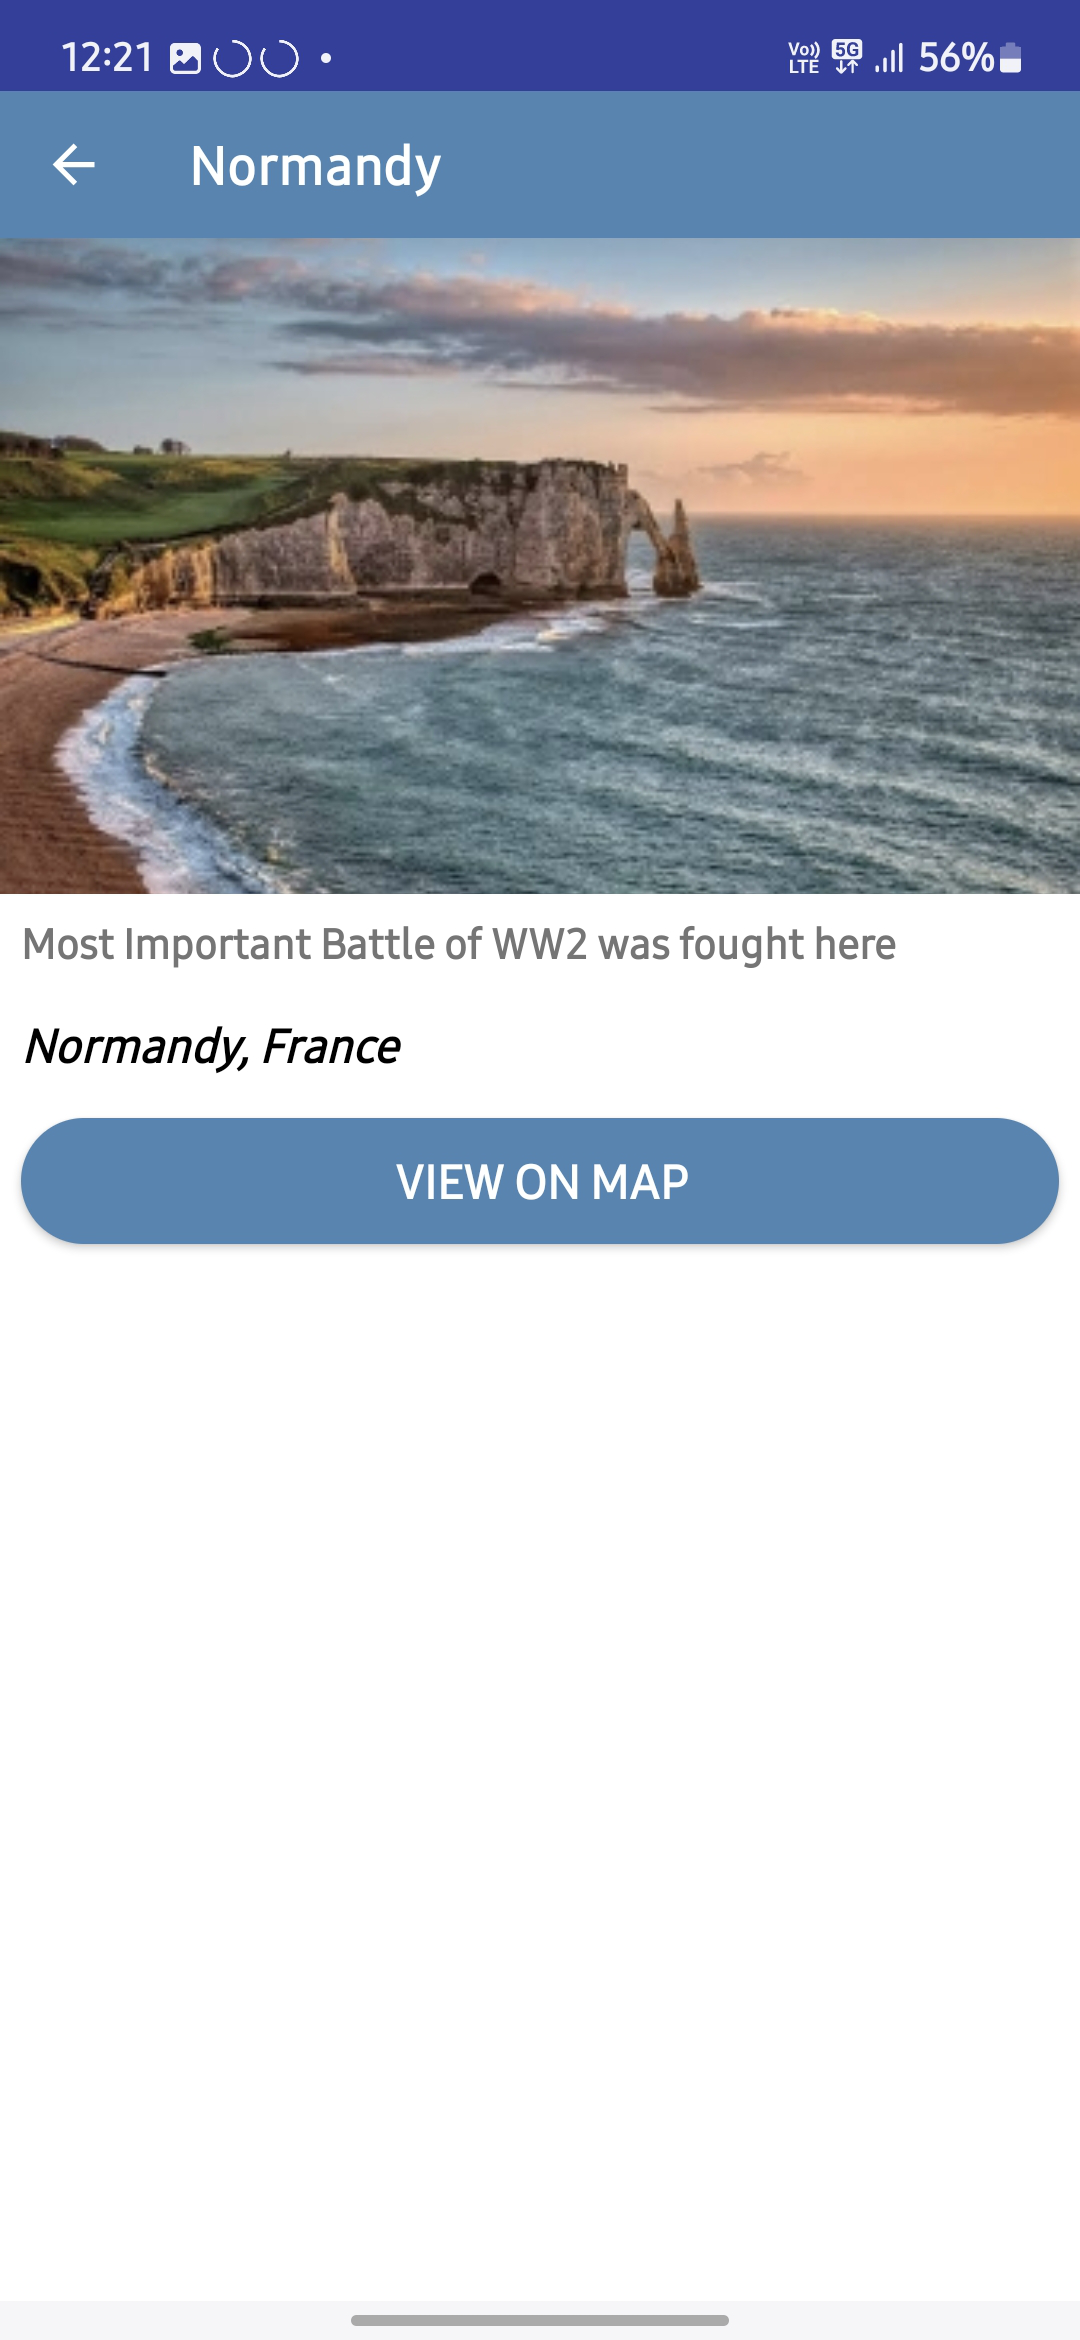 12:21
Vo)) LTE 5G 56%
Normandy
Most Important Battle of WW2 was fought here
Normandy, France
VIEW ON MAP